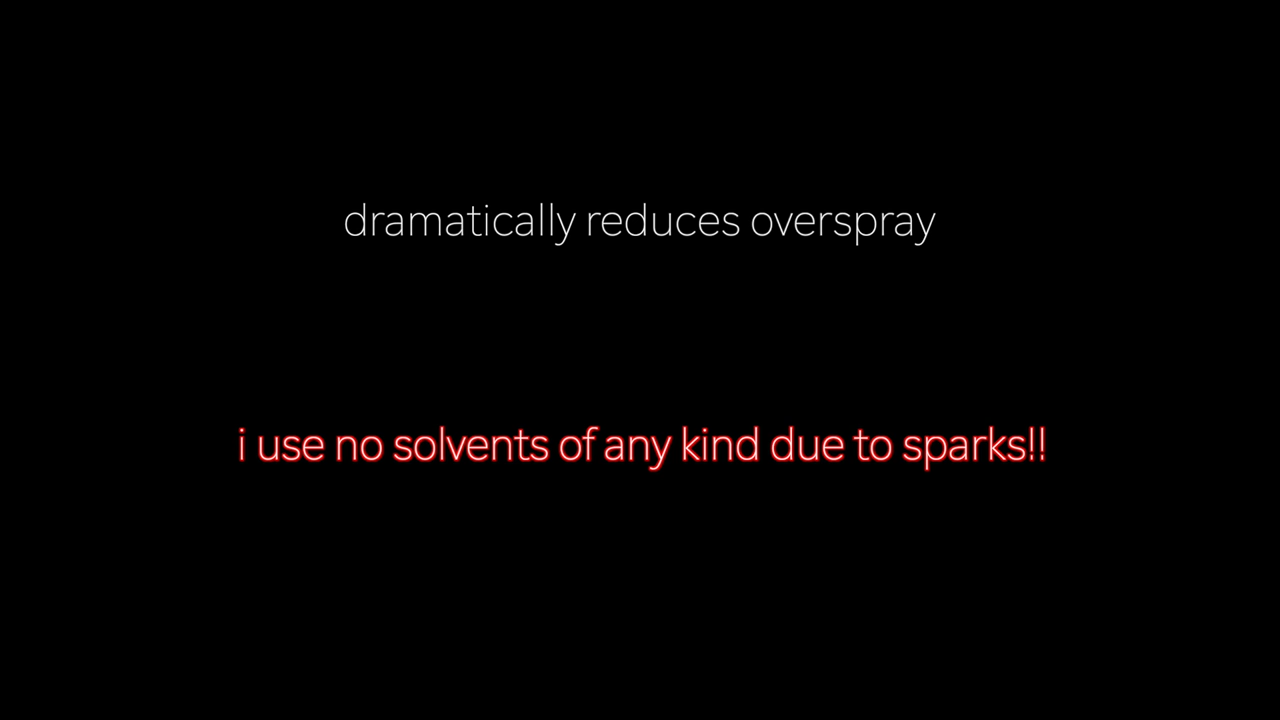 dramatically reduces overspray
i use no solvents of any kind due to sparks!!